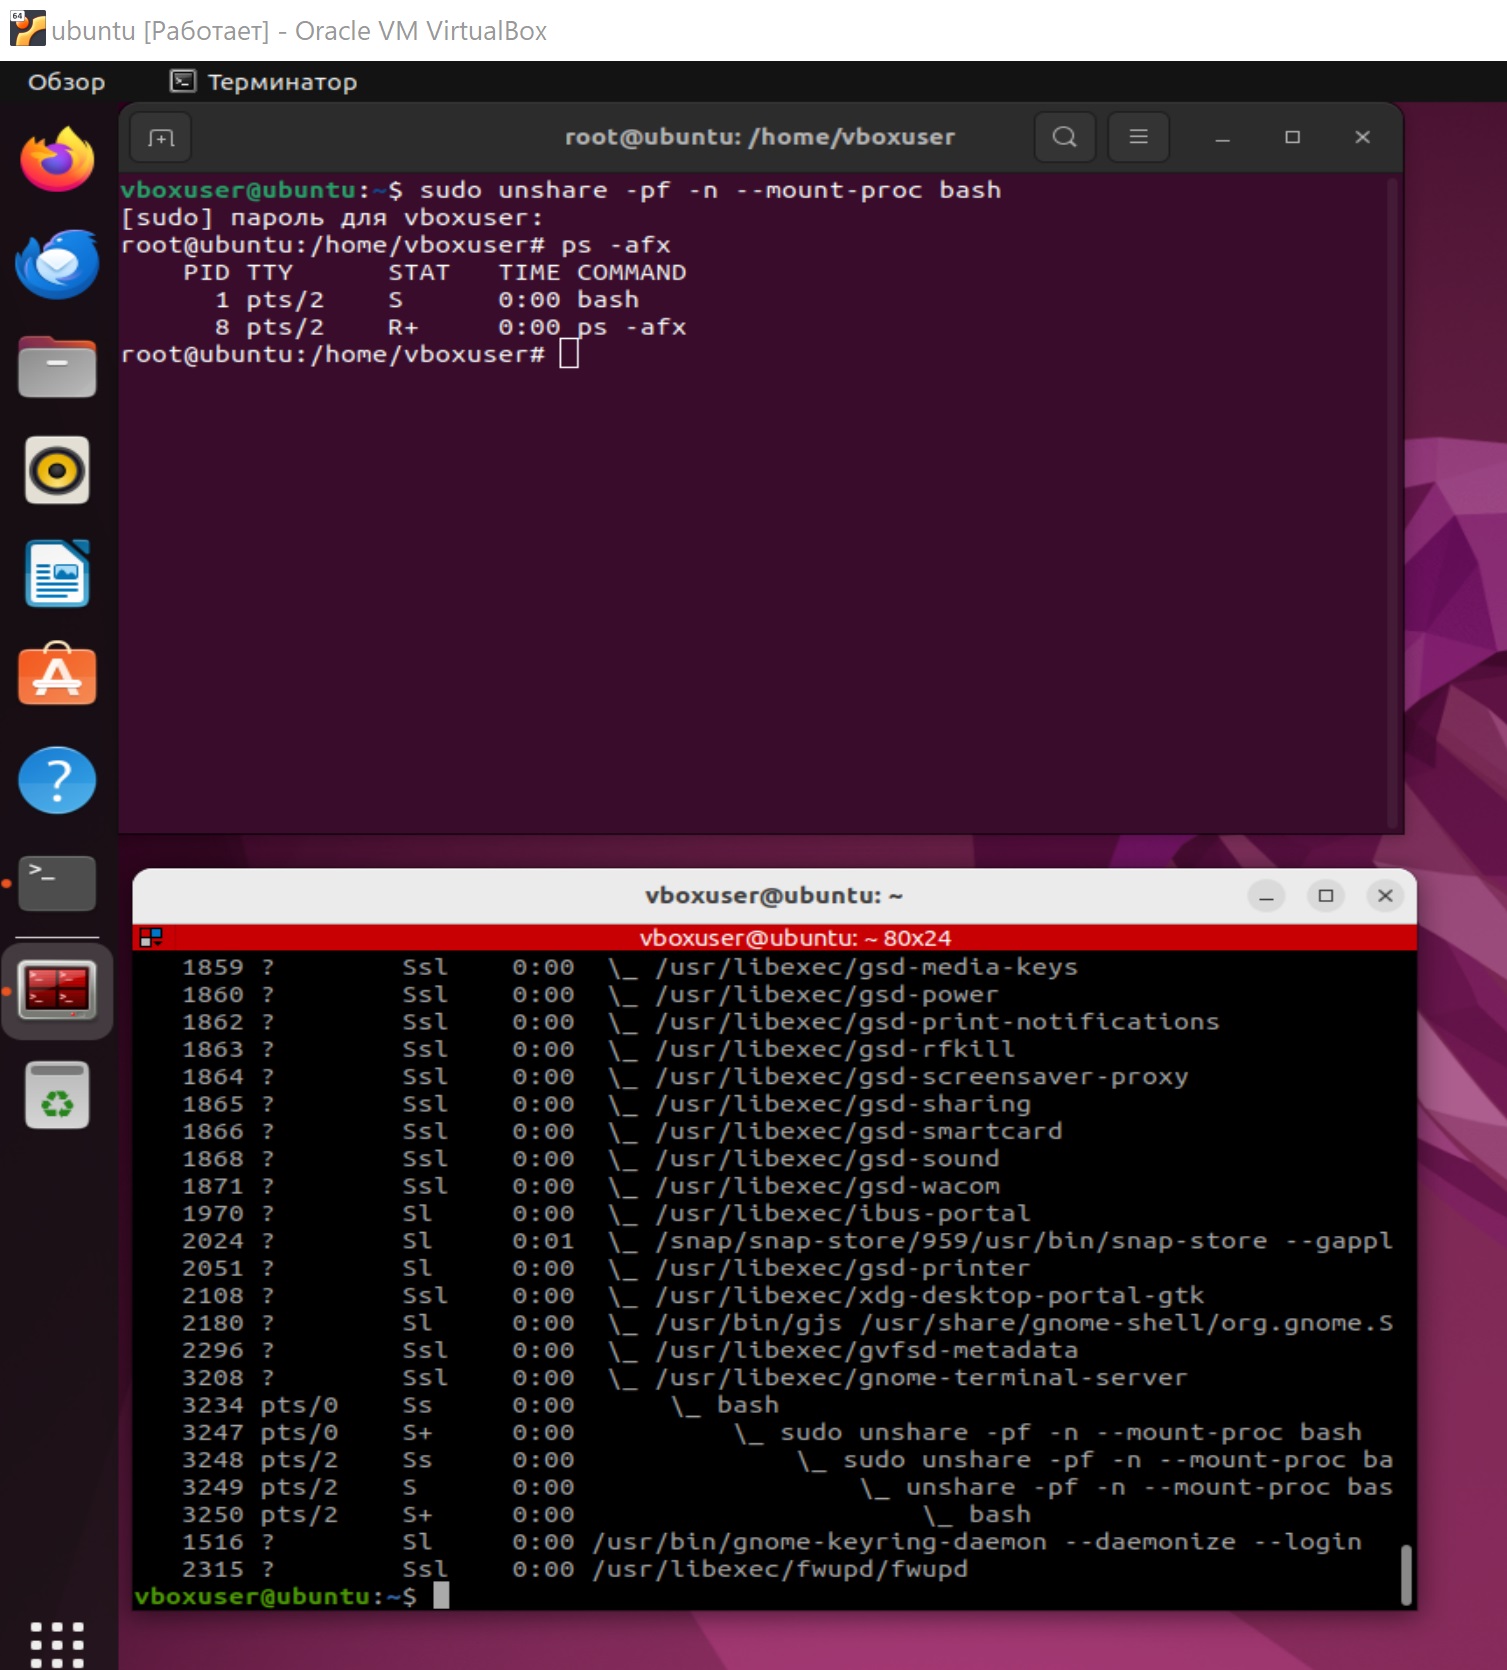 ubuntu [Работает] - Oracle VM VirtualBox
Обзор Терминатор
root@ubuntu: /home/vboxuser
vboxuser@ubuntu:~$ sudo unshare -pf -n --mount-proc bash
[sudo] пароль для vboxuser:
root@ubuntu:/home/vboxuser# ps -afx
    PID TTY      STAT   TIME COMMAND
      1 pts/2    S      0:00 bash
      8 pts/2    R+     0:00 ps -afx
root@ubuntu:/home/vboxuser#
vboxuser@ubuntu: ~
vboxuser@ubuntu: ~ 80x24
   1859 ?        Ssl    0:00  \_ /usr/libexec/gsd-media-keys
   1860 ?        Ssl    0:00  \_ /usr/libexec/gsd-power
   1862 ?        Ssl    0:00  \_ /usr/libexec/gsd-print-notifications
   1863 ?        Ssl    0:00  \_ /usr/libexec/gsd-rfkill
   1864 ?        Ssl    0:00  \_ /usr/libexec/gsd-screensaver-proxy
   1865 ?        Ssl    0:00  \_ /usr/libexec/gsd-sharing
   1866 ?        Ssl    0:00  \_ /usr/libexec/gsd-smartcard
   1868 ?        Ssl    0:00  \_ /usr/libexec/gsd-sound
   1871 ?        Ssl    0:00  \_ /usr/libexec/gsd-wacom
   1970 ?        Sl     0:00  \_ /usr/libexec/ibus-portal
   2024 ?        Sl     0:01  \_ /snap/snap-store/959/usr/bin/snap-store --gappl
   2051 ?        Sl     0:00  \_ /usr/libexec/gsd-printer
   2108 ?        Ssl    0:00  \_ /usr/libexec/xdg-desktop-portal-gtk
   2180 ?        Sl     0:00  \_ /usr/bin/gjs /usr/share/gnome-shell/org.gnome.S
   2296 ?        Ssl    0:00  \_ /usr/libexec/gvfsd-metadata
   3208 ?        Ssl    0:00  \_ /usr/libexec/gnome-terminal-server
   3234 pts/0    Ss     0:00      \_ bash
   3247 pts/0    S+     0:00          \_ sudo unshare -pf -n --mount-proc bash
   3248 pts/2    Ss     0:00              \_ sudo unshare -pf -n --mount-proc ba
   3249 pts/2    S      0:00                  \_ unshare -pf -n --mount-proc bas
   3250 pts/2    S+     0:00                      \_ bash
   1516 ?        Sl     0:00 /usr/bin/gnome-keyring-daemon --daemonize --login
   2315 ?        Ssl    0:00 /usr/libexec/fwupd/fwupd
vboxuser@ubuntu:~$